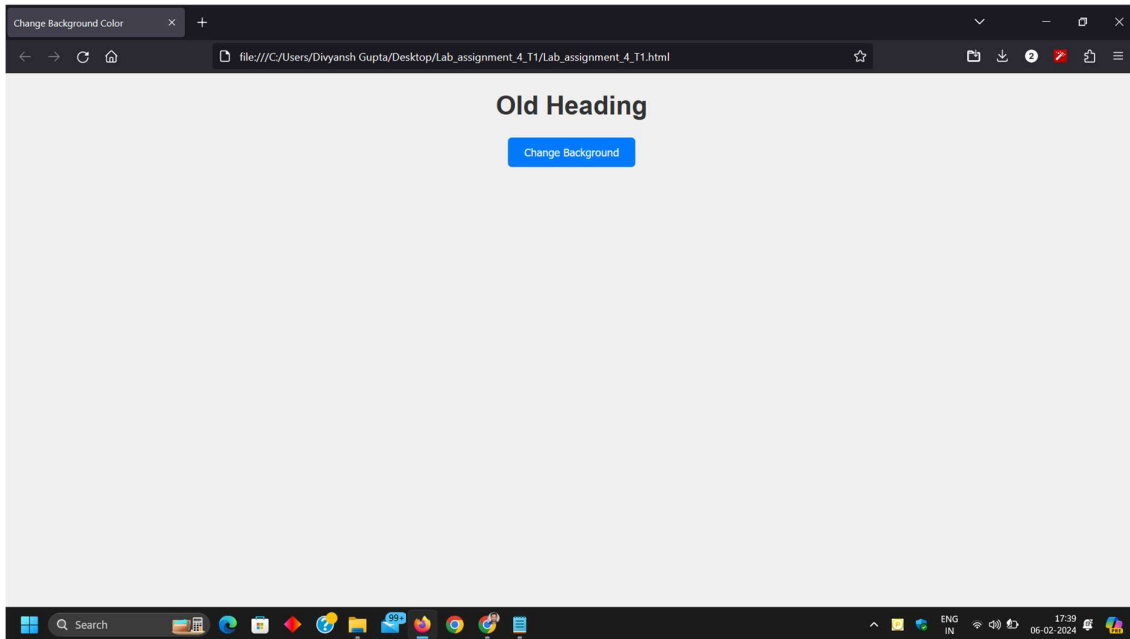 Change Background Color
file:///C:/Users/Divyansh Gupta/Desktop/Lab_assignment_4_T1/Lab_assignment_4_T1.html
2
Old Heading
Change Background
Search
99+
ENG
IN
17:39
06-02-2024